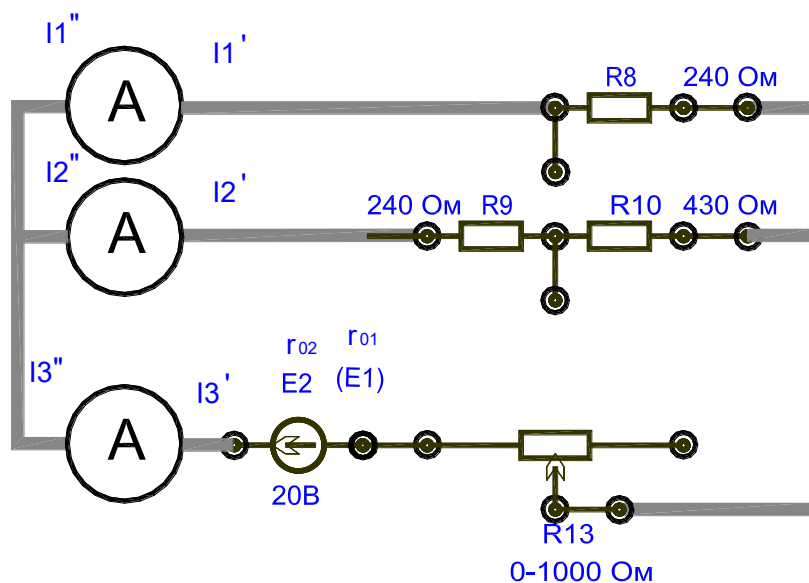 I1" I1'
A
R8 240 Ом
I2" I2'
A
240 Ом R9 R10 430 Ом
I3" I3'
A
r02 r01
E2 (E1)
20В
R13
0-1000 Ом